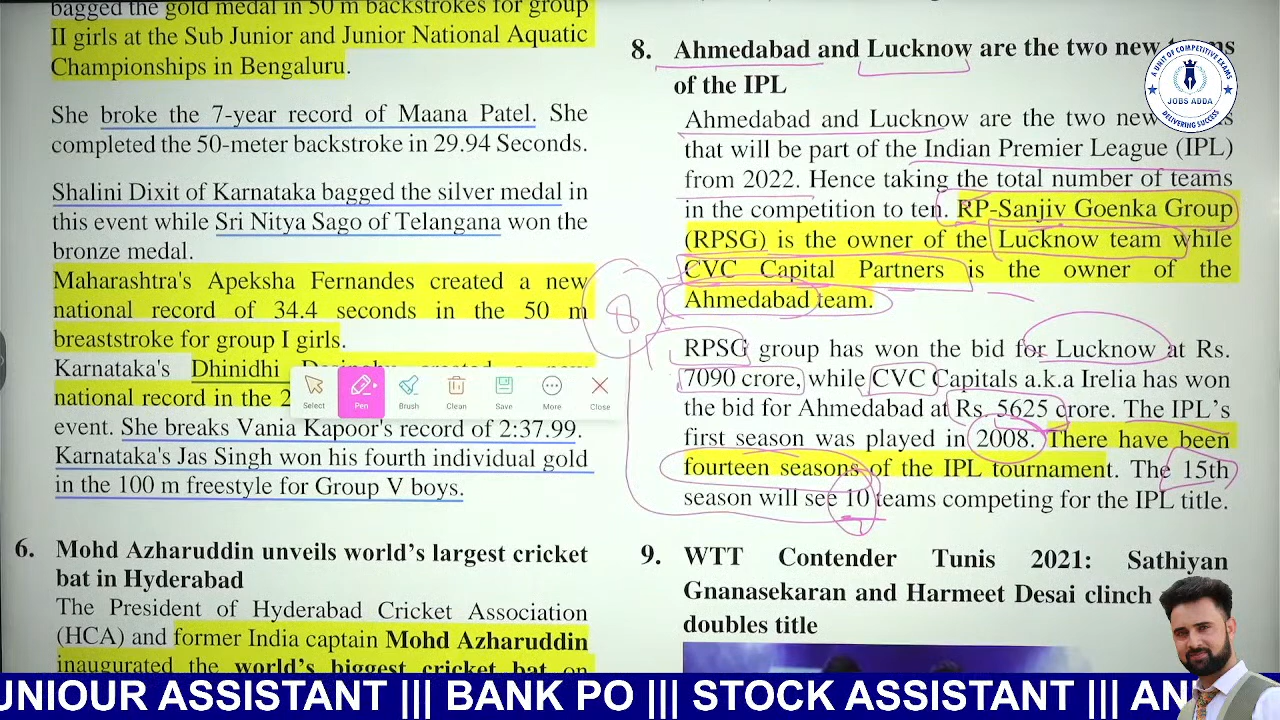 bagged the gold medal in 50 m backstrokes for group
II girls at the Sub Junior and Junior National Aquatic
Championships in Bengaluru.
She broke the 7-year record of Maana Patel. She
completed the 50-meter backstroke in 29.94 Seconds.
Shalini Dixit of Karnataka bagged the silver medal in
this event while Sri Nitya Sago of Telangana won the
bronze medal.
Maharashtra's Apeksha Fernandes created a new
national record of 34.4 seconds in the 50 m
breaststroke for group I girls.
Karnataka's Dhinidhi
national record in the 2
event. She breaks Vania Kapoor's record of 2:37.99.
Karnataka's Jas Singh won his fourth individual gold
in the 100 m freestyle for Group V boys.
6. Mohd Azharuddin unveils world's largest cricket
bat in Hyderabad
The President of Hyderabad Cricket Association
(HCA) and former India captain Mohd Azharuddin
inaugurated the world's biggest cricket bat on
Select Pen Brush Clean Save More Close
8. Ahmedabad and Lucknow are the two new
of the IPL
Ahmedabad and Lucknow are the two new
that will be part of the Indian Premier League (IPL)
from 2022. Hence taking the total number of teams
in the competition to ten. RP-Sanjiv Goenka Group
(RPSG) is the owner of the Lucknow team while
CVC Capital Partners is the owner of the
Ahmedabad team.
8
RPSG group has won the bid for Lucknow at Rs.
7090 crore, while CVC Capitals a.k.a Irelia has won
the bid for Ahmedabad at Rs. 5625 crore. The IPL's
first season was played in 2008. There have been
fourteen seasons of the IPL tournament. The 15th
season will see 10 teams competing for the IPL title.
9. WTT Contender Tunis 2021: Sathiyan
Gnanasekaran and Harmeet Desai clinch
doubles title
A UNIT OF COMPETITIVE EXAMS
JOBS ADDA
DELIVERING SUCCESS
UNIOUR ASSISTANT ||| BANK PO ||| STOCK ASSISTANT ||| AN